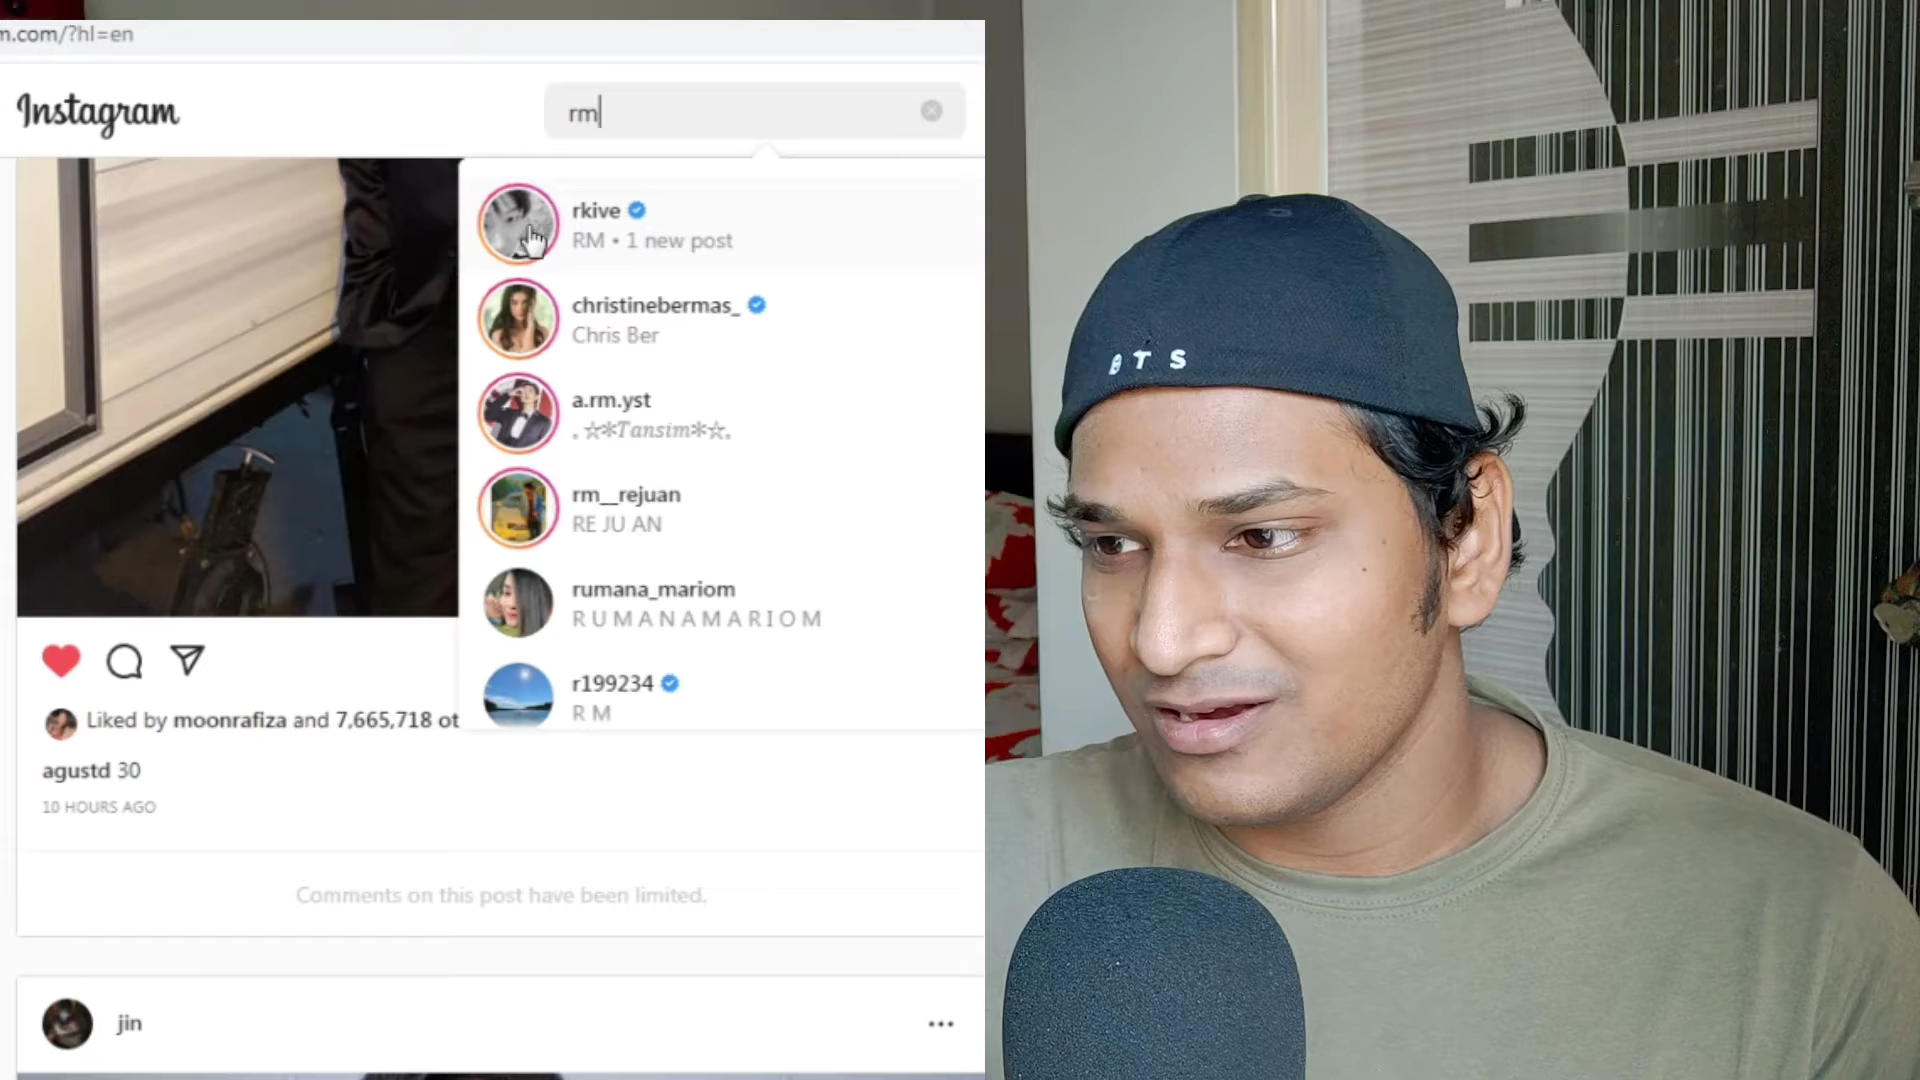 m.com/?hl=en
Instagram
rm
rkive
RM • 1 new post
christinebermas_
Chris Ber
a.rm.yst
. ☆✻Tansim✻☆.
rm__rejuan
RE JU AN
rumana_mariom
R U M A N A M A R I O M
r199234
R M
Liked by moonrafiza and 7,665,718 ot
agustd 30
10 HOURS AGO
Comments on this post have been limited.
jin
BTS